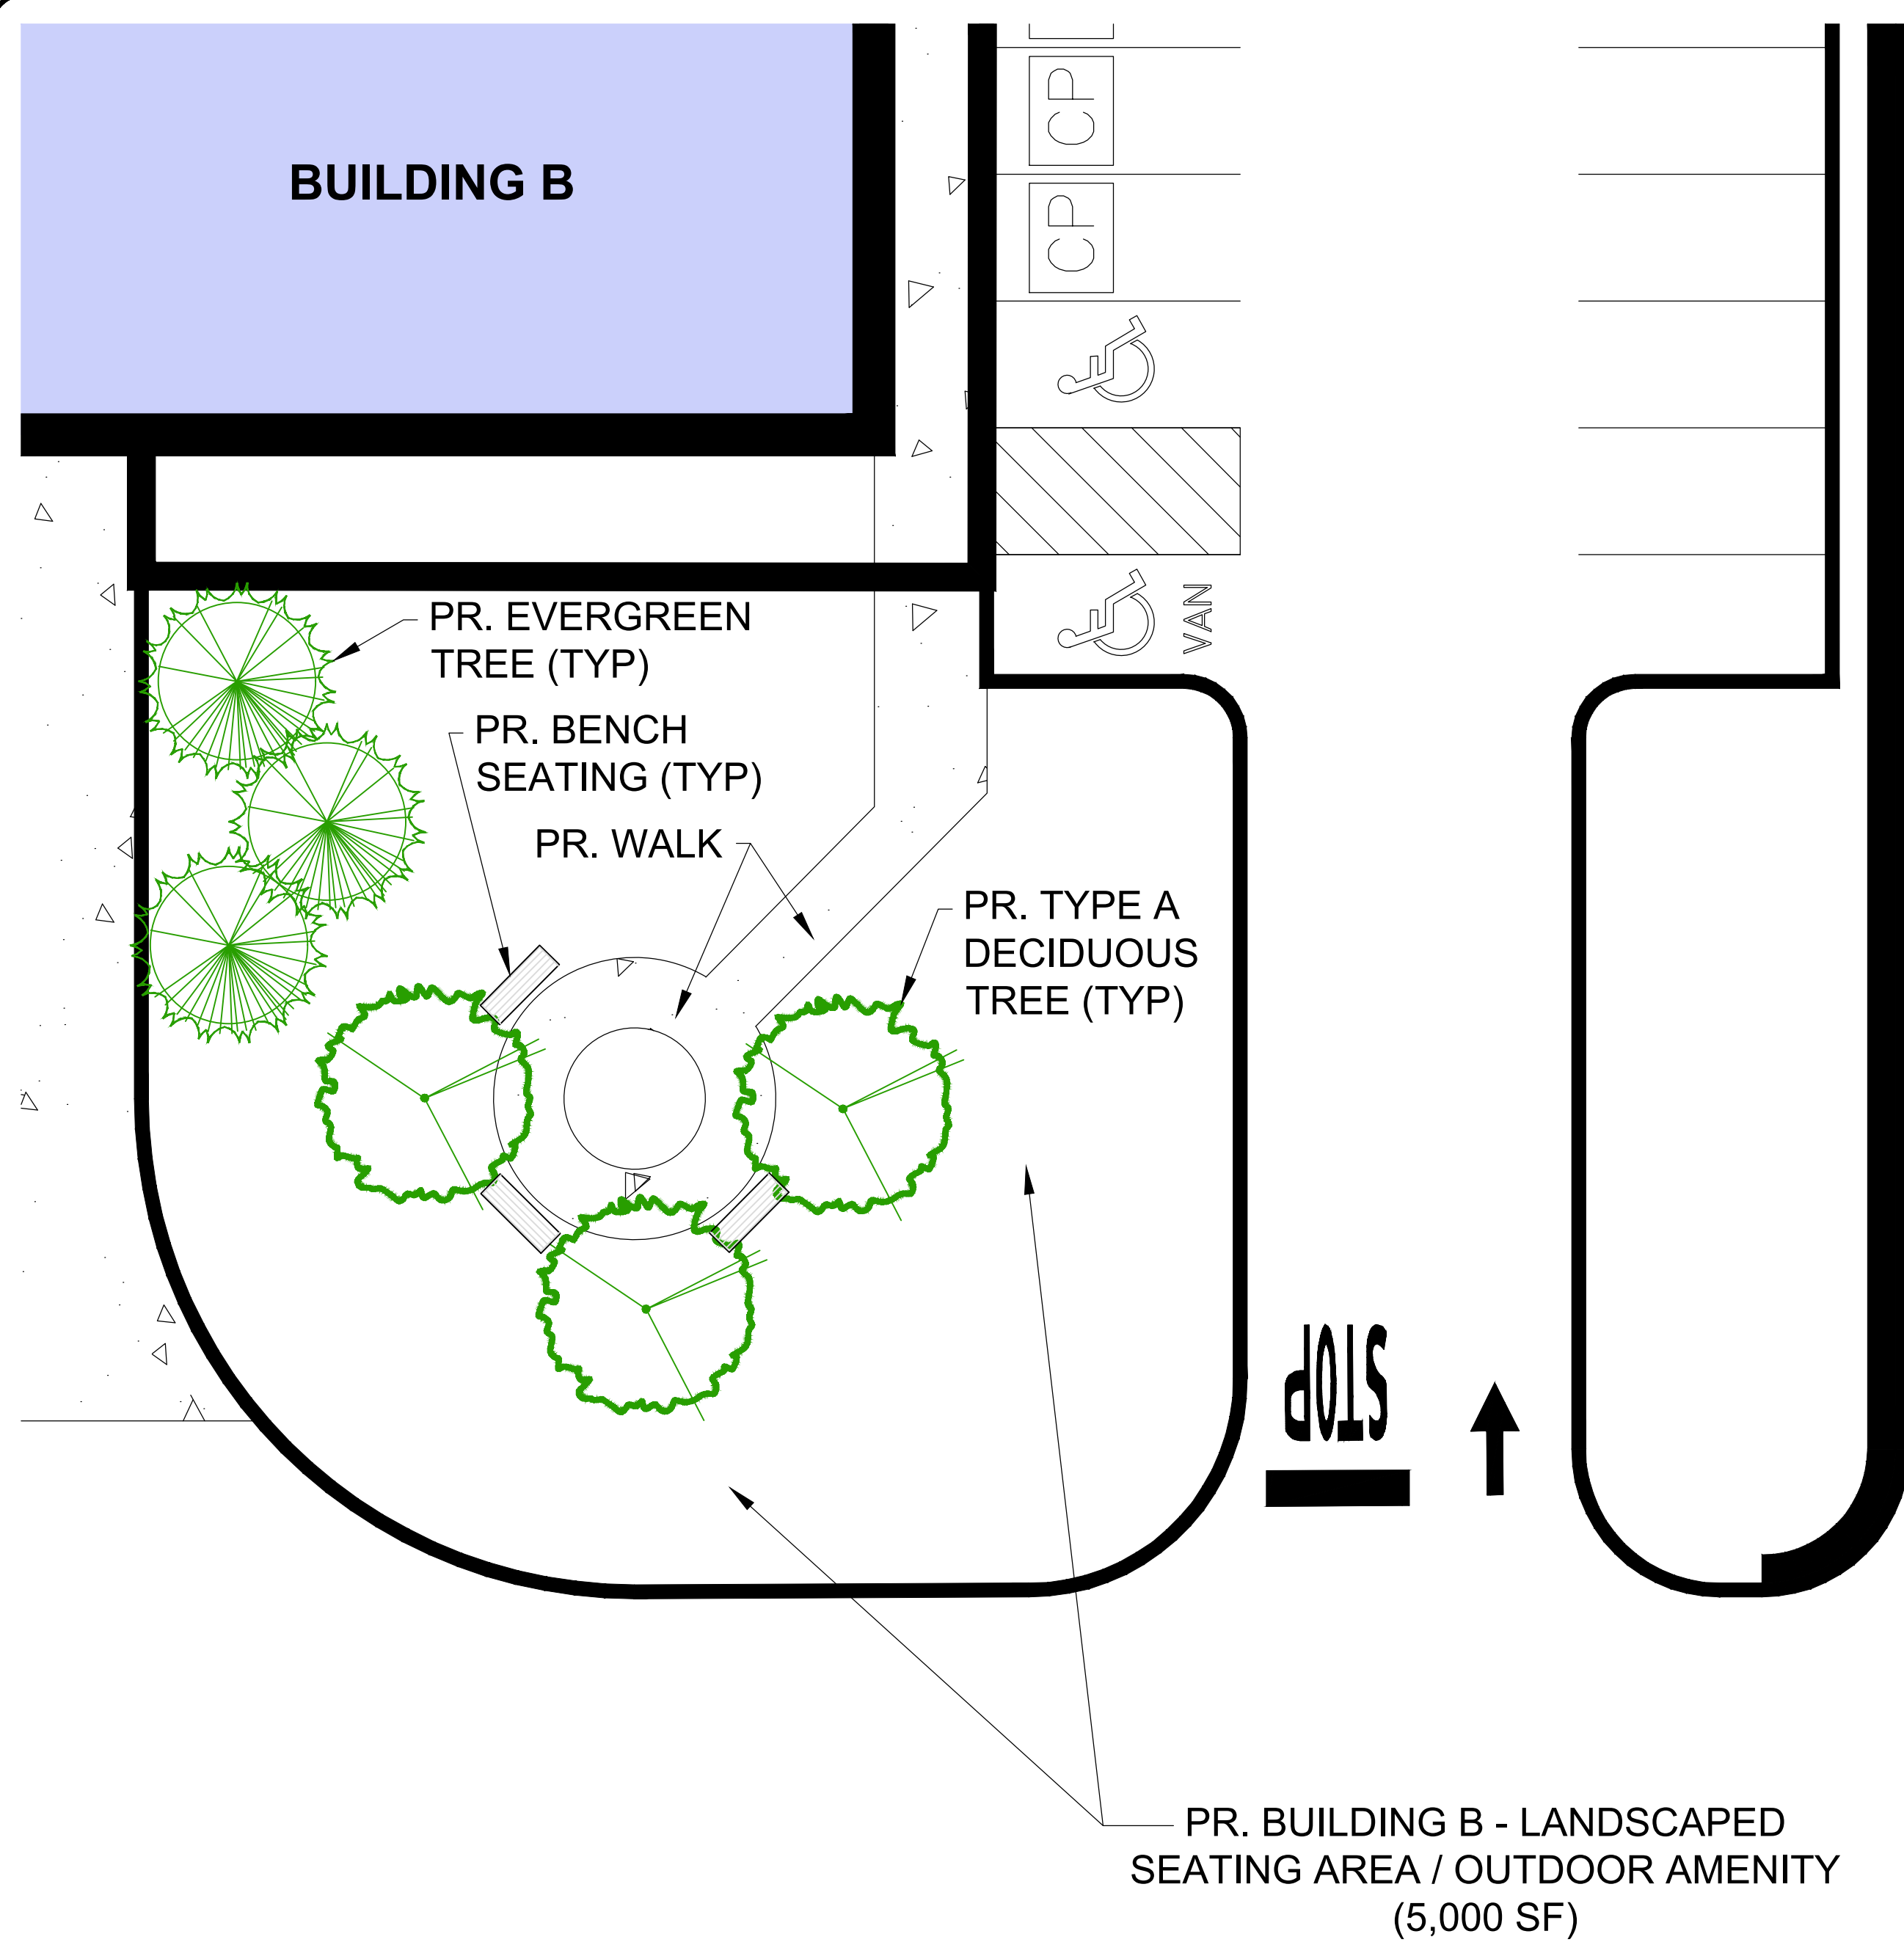 BUILDING B
CP
CP
VAN
PR. EVERGREEN
TREE (TYP)
PR. BENCH
SEATING (TYP)
PR. WALK
PR. TYPE A
DECIDUOUS
TREE (TYP)
STOP
PR. BUILDING B - LANDSCAPED
SEATING AREA / OUTDOOR AMENITY
(5,000 SF)